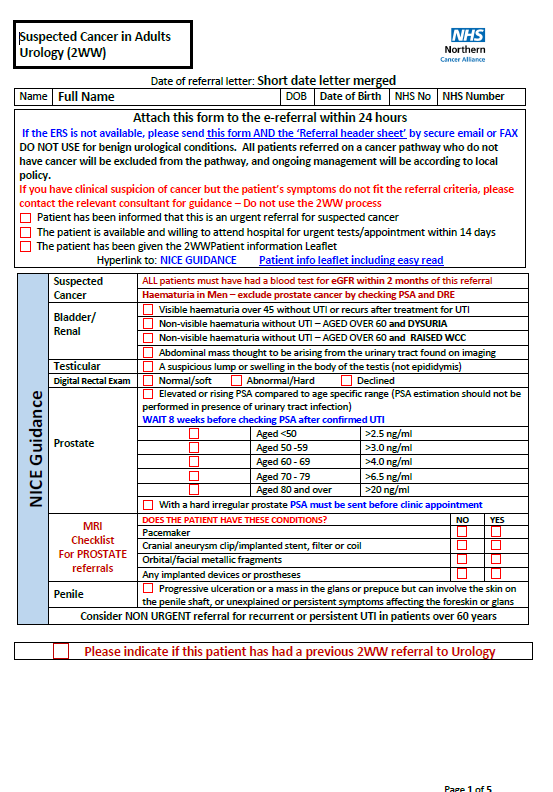 Suspected Cancer in Adults
Urology (2WW)
NHS
Northern
Cancer Alliance
Date of referral letter: Short date letter merged
Name Full Name DOB Date of Birth NHS No NHS Number
Attach this form to the e-referral within 24 hours
If the ERS is not available, please send this form AND the 'Referral header sheet' by secure email or FAX
DO NOT USE for benign urological conditions. All patients referred on a cancer pathway who do not
have cancer will be excluded from the pathway, and ongoing management will be according to local
policy.
If you have clinical suspicion of cancer but the patient's symptoms do not fit the referral criteria, please
contact the relevant consultant for guidance – Do not use the 2WW process
Patient has been informed that this is an urgent referral for suspected cancer
The patient is available and willing to attend hospital for urgent tests/appointment within 14 days
The patient has been given the 2WWPatient information Leaflet
Hyperlink to: NICE GUIDANCE Patient info leaflet including easy read
NICE Guidance
Suspected
Cancer
ALL patients must have had a blood test for eGFR within 2 months of this referral
Haematuria in Men – exclude prostate cancer by checking PSA and DRE
Bladder/
Renal
Visible haematuria over 45 without UTI or recurs after treatment for UTI
Non-visible haematuria without UTI – AGED OVER 60 and DYSURIA
Non-visible haematuria without UTI – AGED OVER 60 and RAISED WCC
Abdominal mass thought to be arising from the urinary tract found on imaging
Testicular A suspicious lump or swelling in the body of the testis (not epididymis)
Digital Rectal Exam Normal/soft Abnormal/Hard Declined
Prostate
Elevated or rising PSA compared to age specific range (PSA estimation should not be
performed in presence of urinary tract infection)
WAIT 8 weeks before checking PSA after confirmed UTI
Aged <50 >2.5 ng/ml
Aged 50 -59 >3.0 ng/ml
Aged 60 - 69 >4.0 ng/ml
Aged 70 - 79 >6.5 ng/ml
Aged 80 and over >20 ng/ml
With a hard irregular prostate PSA must be sent before clinic appointment
MRI
Checklist
For PROSTATE
referrals
DOES THE PATIENT HAVE THESE CONDITIONS? NO YES
Pacemaker
Cranial aneurysm clip/implanted stent, filter or coil
Orbital/facial metallic fragments
Any implanted devices or prostheses
Penile
Progressive ulceration or a mass in the glans or prepuce but can involve the skin on
the penile shaft, or unexplained or persistent symptoms affecting the foreskin or glans
Consider NON URGENT referral for recurrent or persistent UTI in patients over 60 years
Please indicate if this patient has had a previous 2WW referral to Urology
Page 1 of 5